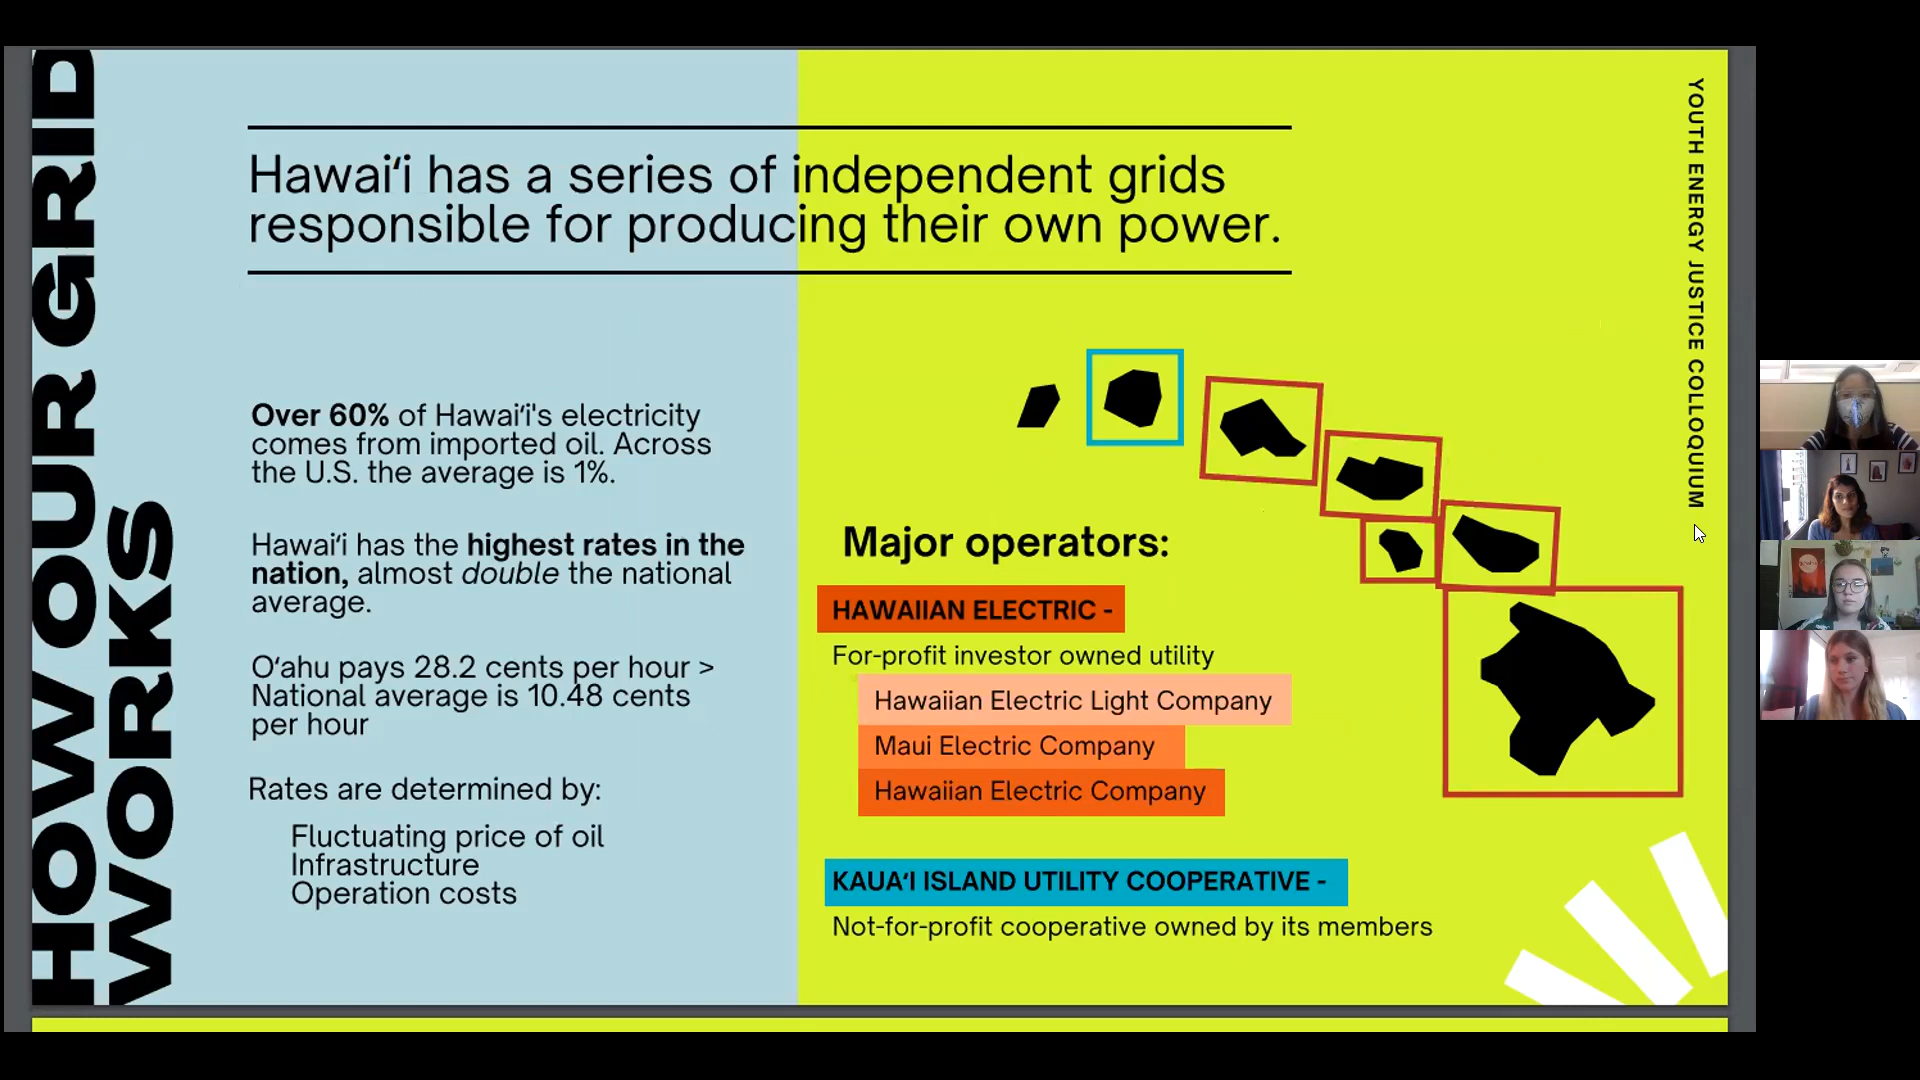 HOW OUR GRID
WORKS
Hawaiʻi has a series of independent grids
responsible for producing their own power.
Over 60% of Hawaiʻi's electricity
comes from imported oil. Across
the U.S. the average is 1%.
Hawaiʻi has the highest rates in the
nation, almost double the national
average.
Oʻahu pays 28.2 cents per hour >
National average is 10.48 cents
per hour
Rates are determined by:
Fluctuating price of oil
Infrastructure
Operation costs
Major operators:
HAWAIIAN ELECTRIC -
For-profit investor owned utility
Hawaiian Electric Light Company
Maui Electric Company
Hawaiian Electric Company
KAUAʻI ISLAND UTILITY COOPERATIVE -
Not-for-profit cooperative owned by its members
YOUTH ENERGY JUSTICE COLLOQUIUM